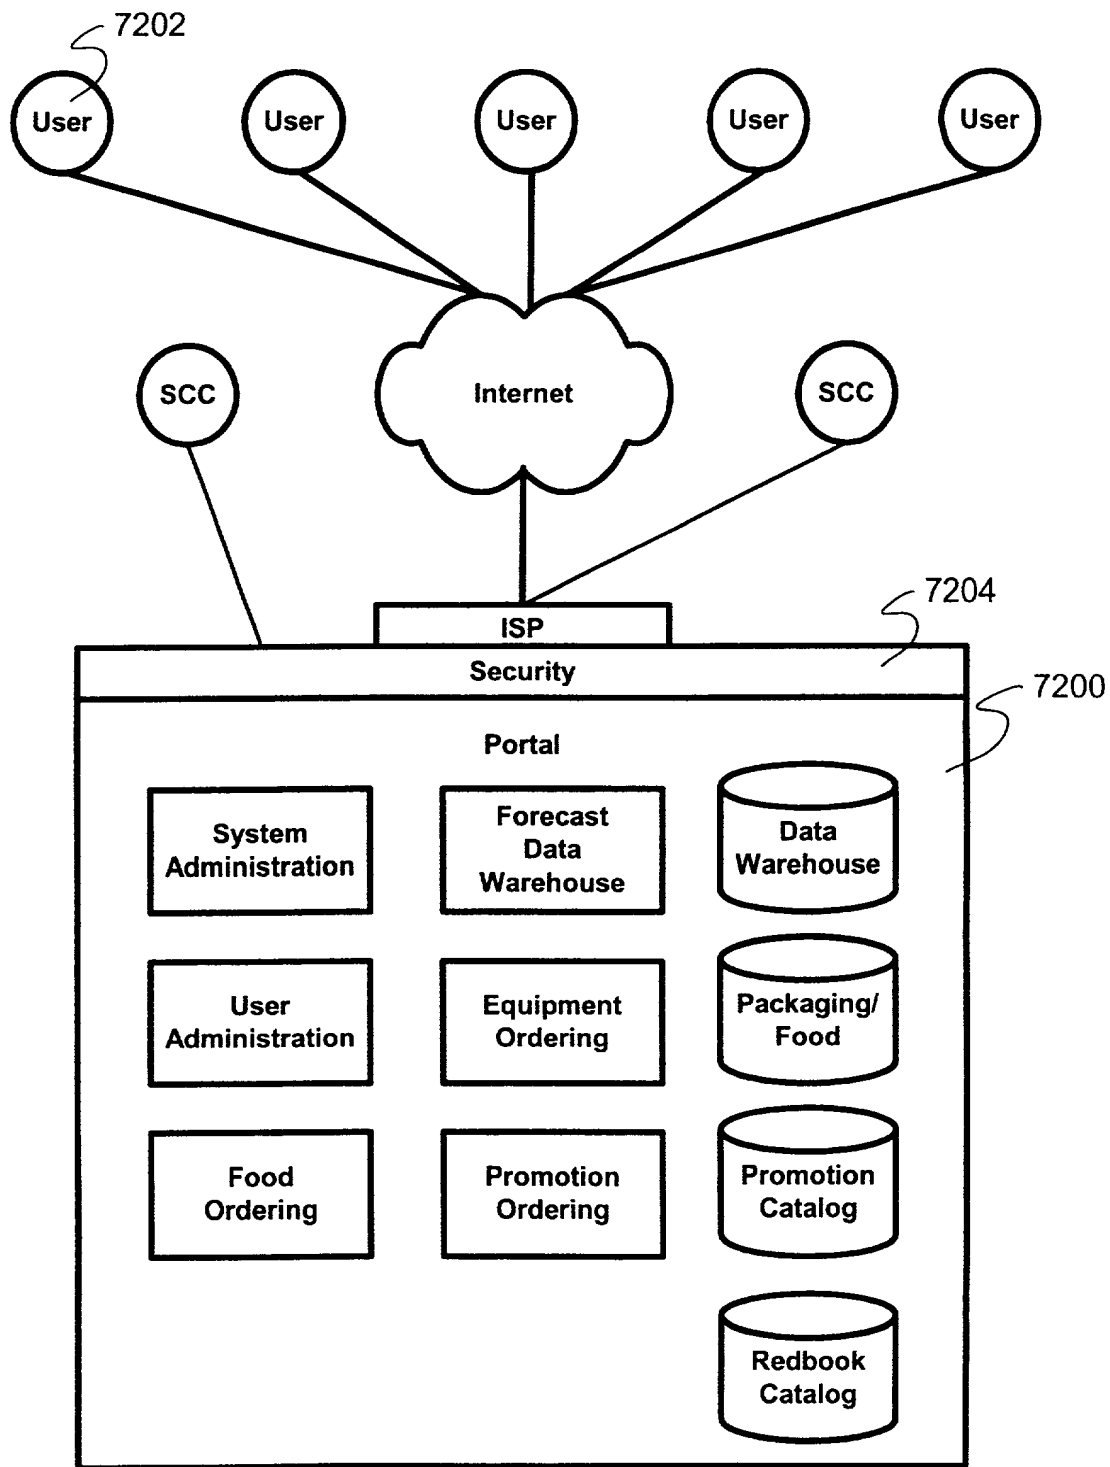 7202
User
User
User
User
User
Internet
SCC
SCC
7204
ISP
Security
7200
Portal
System
Administration
Forecast
Data
Warehouse
Data
Warehouse
User
Administration
Equipment
Ordering
Packaging/
Food
Food
Ordering
Promotion
Ordering
Promotion
Catalog
Redbook
Catalog